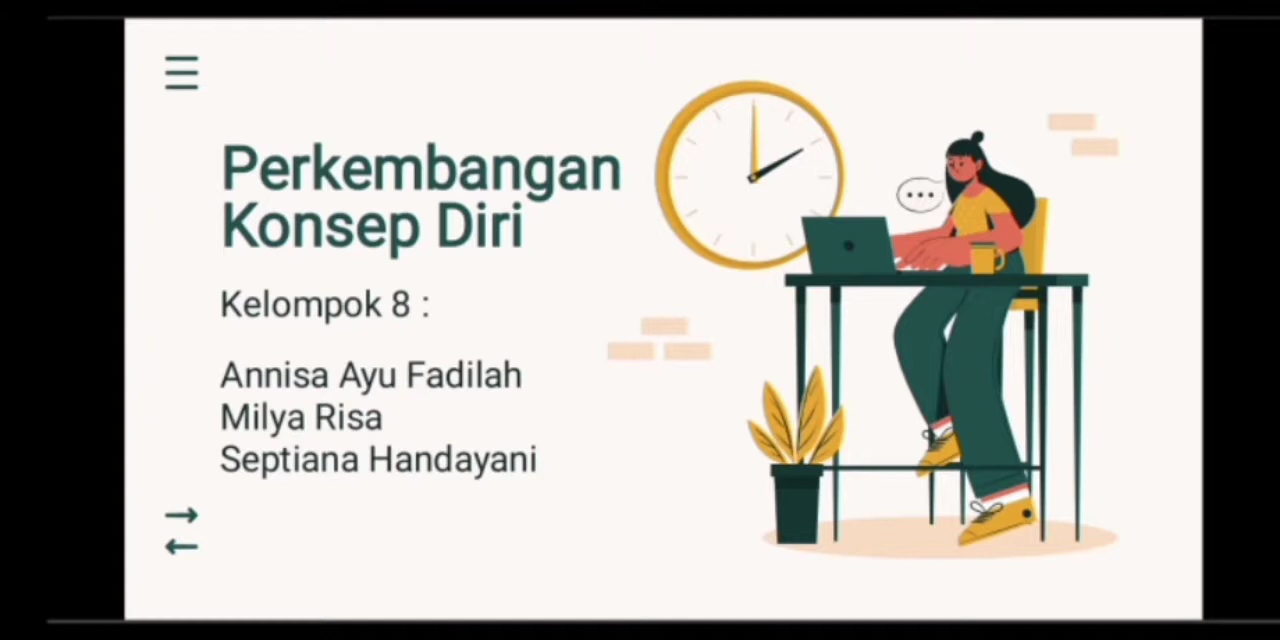 Perkembangan
Konsep Diri
Kelompok 8 :
Annisa Ayu Fadilah
Milya Risa
Septiana Handayani